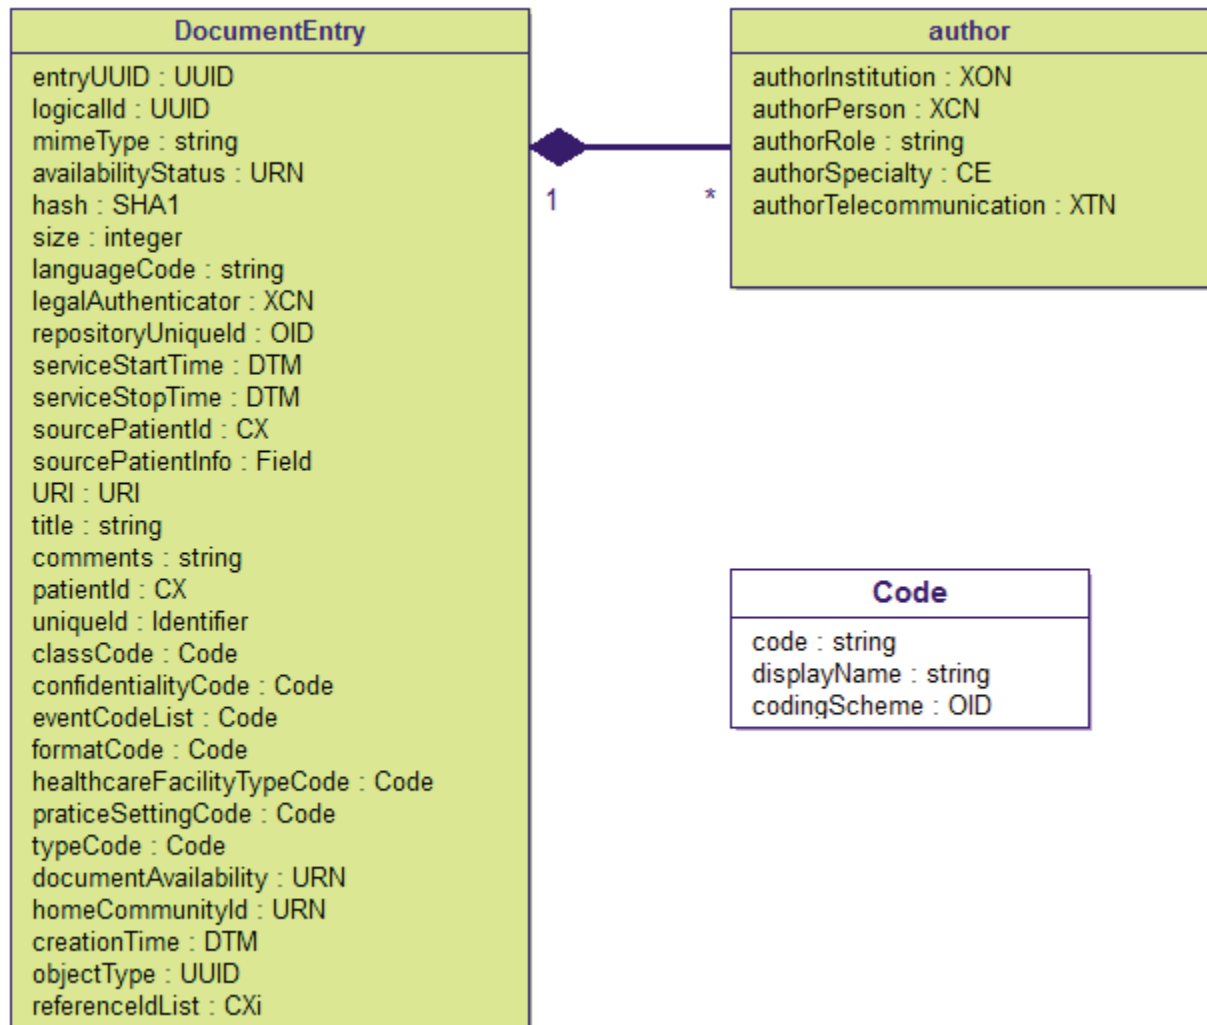 DocumentEntry
entryUUID : UUID
logicalId : UUID
mimeType : string
availabilityStatus : URN
hash : SHA1
size : integer
languageCode : string
legalAuthenticator : XCN
repositoryUniqueId : OID
serviceStartTime : DTM
serviceStopTime : DTM
sourcePatientId : CX
sourcePatientInfo : Field
URI : URI
title : string
comments : string
patientId : CX
uniqueId : Identifier
classCode : Code
confidentialityCode : Code
eventCodeList : Code
formatCode : Code
healthcareFacilityTypeCode : Code
praticeSettingCode : Code
typeCode : Code
documentAvailability : URN
homeCommunityId : URN
creationTime : DTM
objectType : UUID
referenceIdList : CXi
1
*
author
authorInstitution : XON
authorPerson : XCN
authorRole : string
authorSpecialty : CE
authorTelecommunication : XTN
Code
code : string
displayName : string
codingScheme : OID